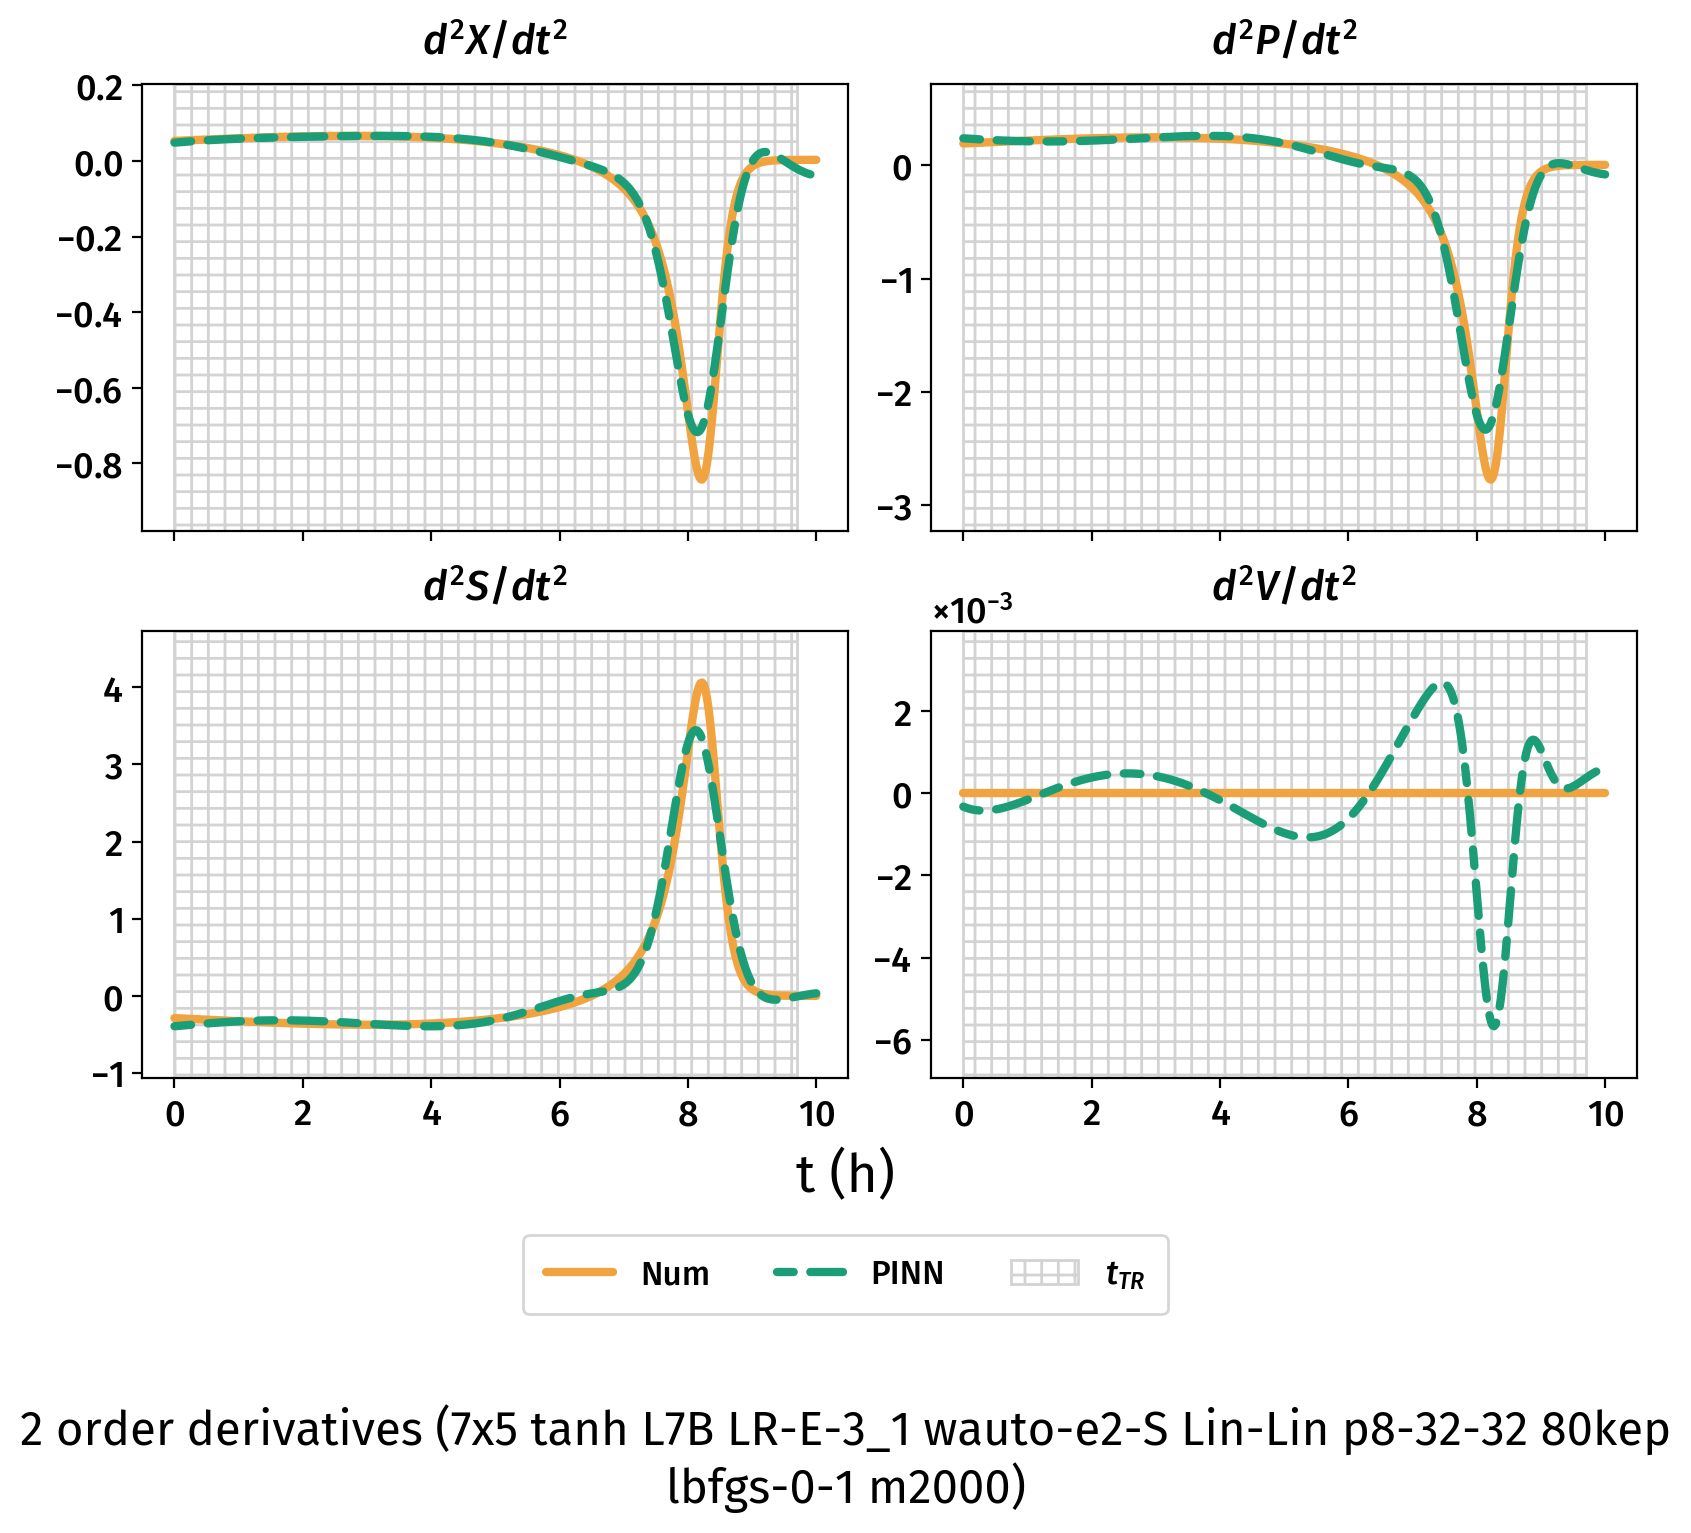 d²X/dt²
d²P/dt²
0.2
0.0
−0.2
−0.4
−0.6
−0.8
0
−1
−2
−3
d²S/dt²
d²V/dt²
×10⁻³
4
3
2
1
0
−1
2
0
−2
−4
−6
0 2 4 6 8 10
0 2 4 6 8 10
t (h)
Num PINN t_TR
2 order derivatives (7x5 tanh L7B LR-E-3_1 wauto-e2-S Lin-Lin p8-32-32 80kep
lbfgs-0-1 m2000)